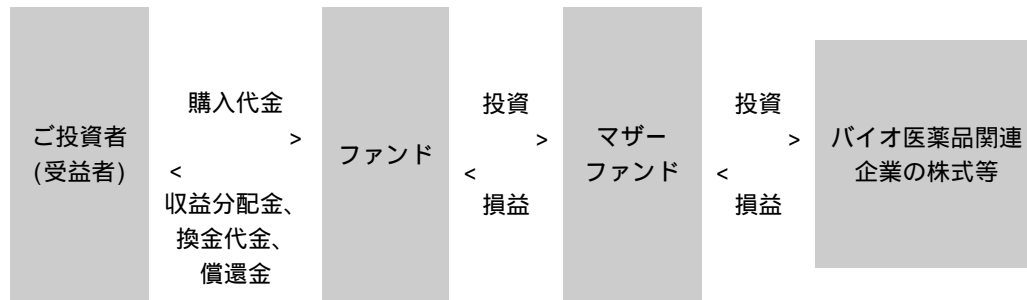 ご投資者
(受益者)
購入代金
>
<
収益分配金、
換金代金、
償還金
ファンド
投資
>
<
損益
マザー
ファンド
投資
>
<
損益
バイオ医薬品関連
企業の株式等